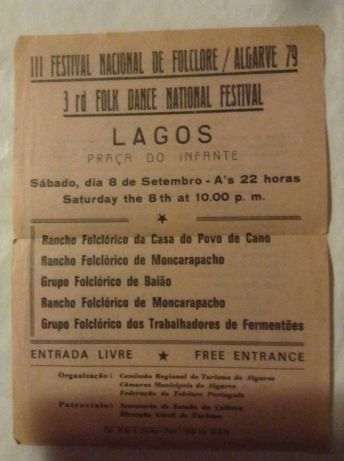 III FESTIVAL NACIONAL DE FOLCLORE / ALGARVE 79
3 rd FOLK DANCE NATIONAL FESTIVAL
LAGOS
PRAÇA DO INFANTE
Sábado, dia 8 de Setembro - A's 22 horas
Saturday the 8th at 10.00 p. m.
Rancho Folclórico da Casa do Povo de Cano
Rancho Folclórico de Moncarapacho
Grupo Folclórico de Baião
Rancho Folclórico de Moncarapacho
Grupo Folclórico dos Trabalhadores de Fermentões
ENTRADA LIVRE ★ FREE ENTRANCE
Organização: Comissão Regional de Turismo do Algarve
Câmaras Municipais do Algarve
Federação do Folclore Português
Patrocínio: Secretaria de Estado da Cultura
Direcção Geral do Turismo